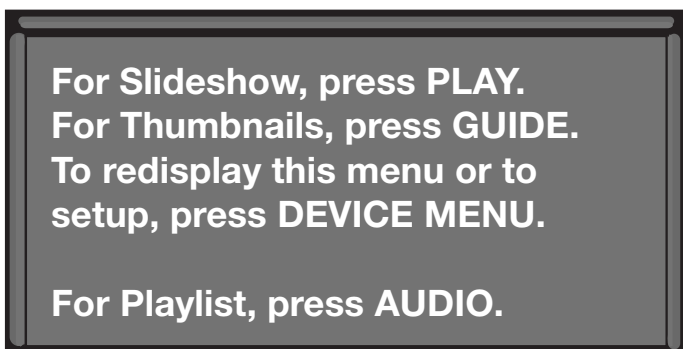 For Slideshow, press PLAY.
For Thumbnails, press GUIDE.
To redisplay this menu or to
setup, press DEVICE MENU.
For Playlist, press AUDIO.